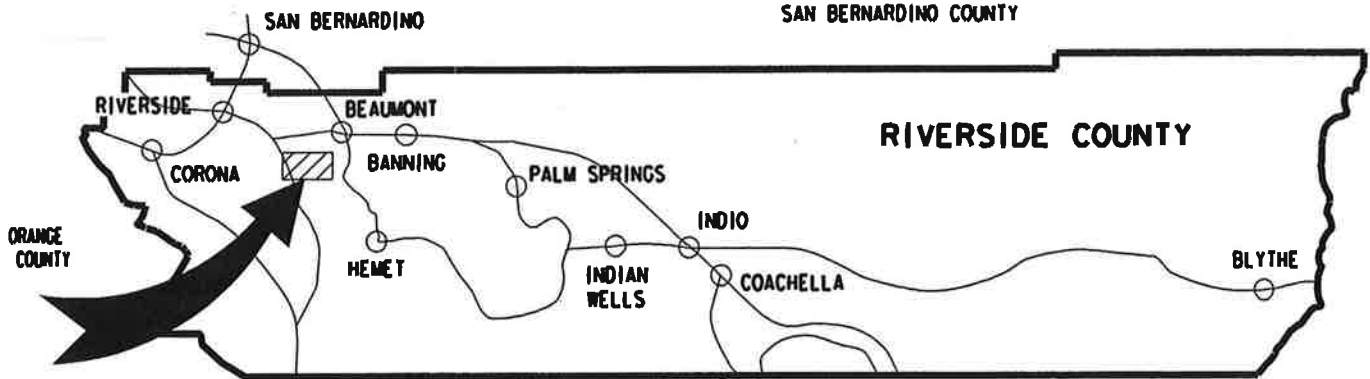 SAN BERNARDINO
SAN BERNARDINO COUNTY
RIVERSIDE
BEAUMONT
RIVERSIDE COUNTY
CORONA
BANNING
PALM SPRINGS
ORANGE
COUNTY
HEMET
INDIO
INDIAN
WELLS
COACHELLA
BLYTHE